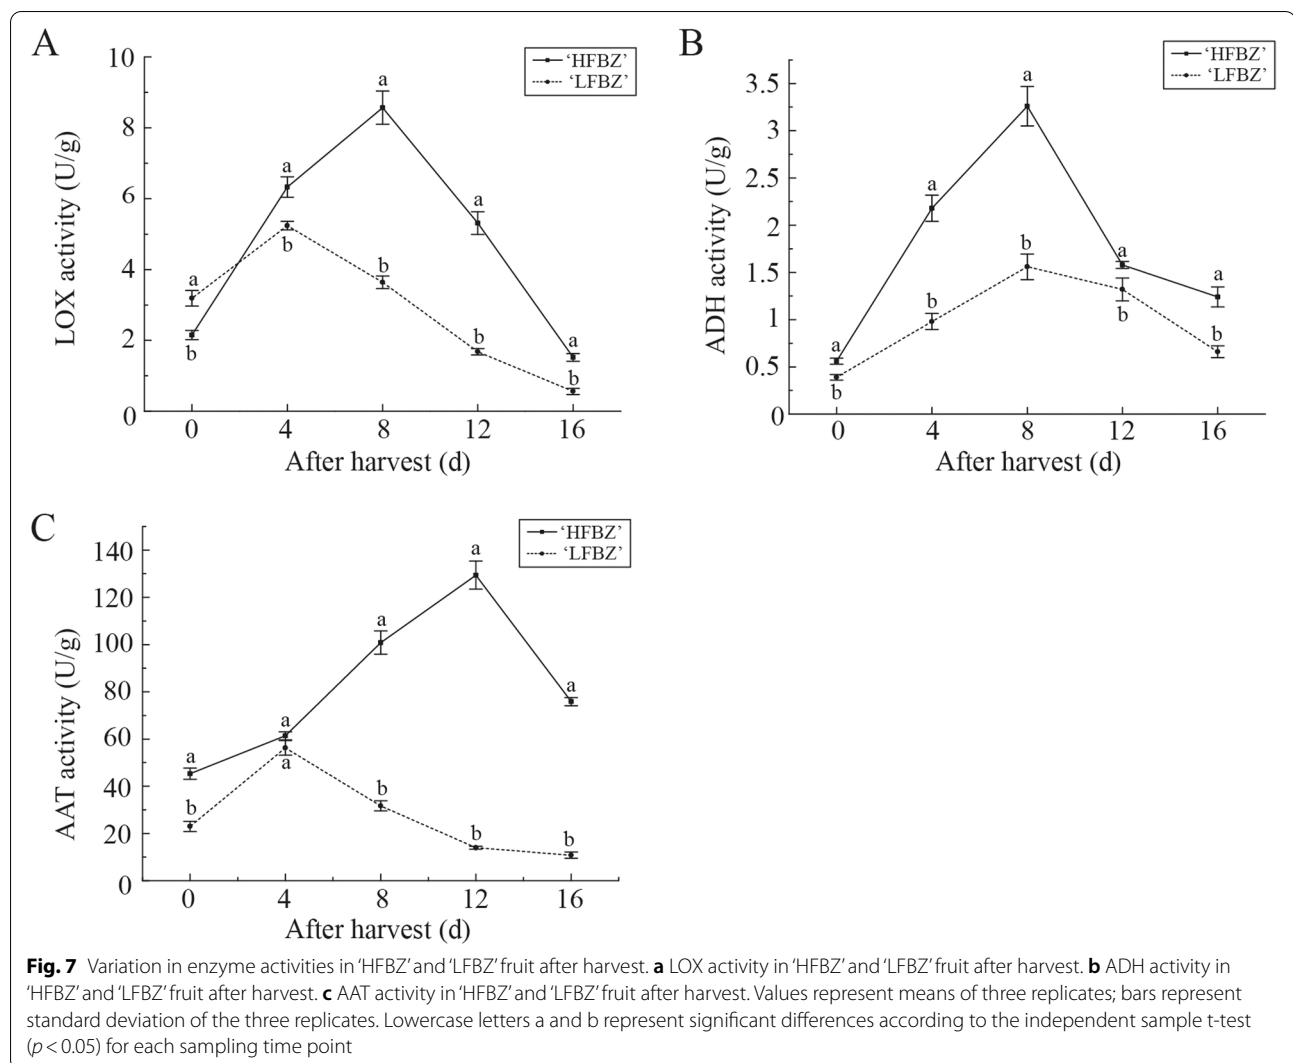 A
10
8
6
4
2
0
LOX activity (U/g)
a
b
a
b
a
b
a
b
a
b
0 4 8 12 16
After harvest (d)
‘HFBZ’
‘LFBZ’
B
3.5
3
2.5
2
1.5
1
0.5
0
ADH activity (U/g)
a
b
a
b
a
b
a
b
a
b
0 4 8 12 16
After harvest (d)
‘HFBZ’
‘LFBZ’
C
140
120
100
80
60
40
20
0
AAT activity (U/g)
a
b
a
a
a
b
a
b
a
b
0 4 8 12 16
After harvest (d)
‘HFBZ’
‘LFBZ’
Fig. 7 Variation in enzyme activities in ‘HFBZ’ and ‘LFBZ’ fruit after harvest. a LOX activity in ‘HFBZ’ and ‘LFBZ’ fruit after harvest. b ADH activity in
‘HFBZ’ and ‘LFBZ’ fruit after harvest. c AAT activity in ‘HFBZ’ and ‘LFBZ’ fruit after harvest. Values represent means of three replicates; bars represent
standard deviation of the three replicates. Lowercase letters a and b represent significant differences according to the independent sample t-test
(p < 0.05) for each sampling time point